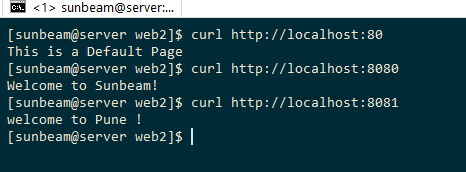 <1> sunbeam@server:...
[sunbeam@server web2]$ curl http://localhost:80
This is a Default Page
[sunbeam@server web2]$ curl http://localhost:8080
Welcome to Sunbeam!
[sunbeam@server web2]$ curl http://localhost:8081
welcome to Pune !
[sunbeam@server web2]$